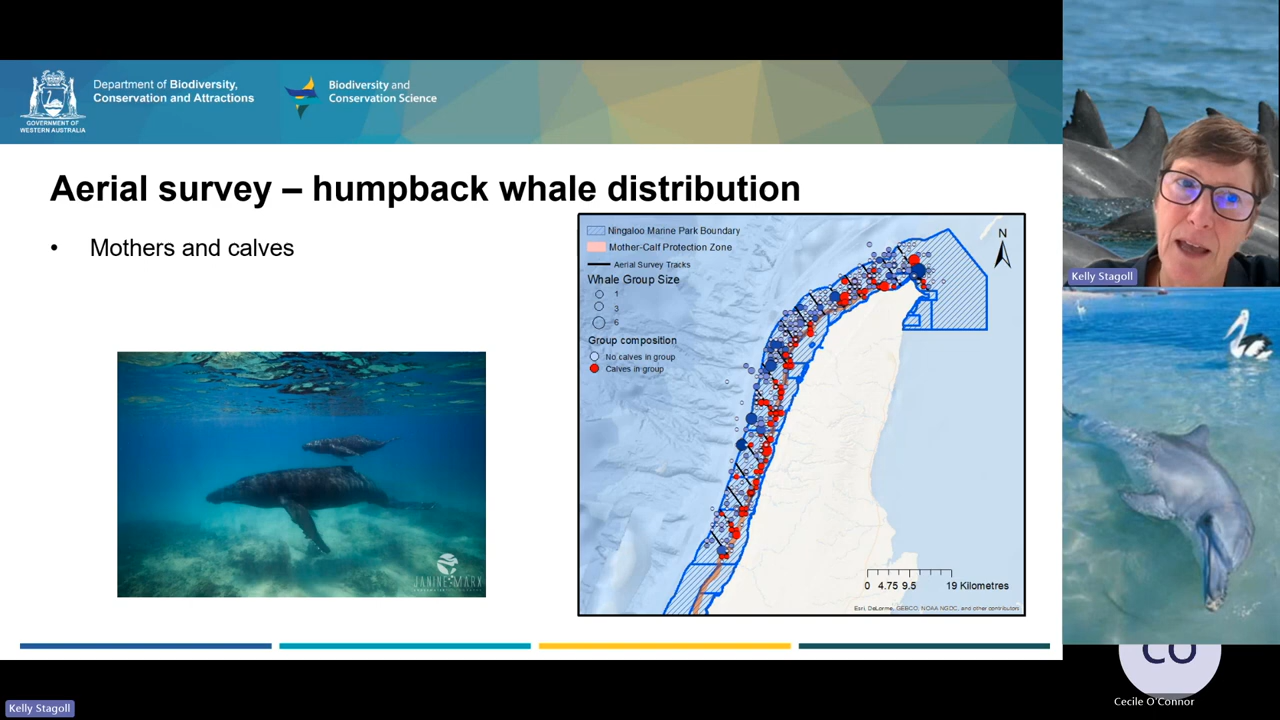 Department of Biodiversity,
Conservation and Attractions
GOVERNMENT OF
WESTERN AUSTRALIA
Biodiversity and
Conservation Science
Aerial survey – humpback whale distribution
• Mothers and calves
JANINE MARX
Ningaloo Marine Park Boundary
Mother-Calf Protection Zone
Aerial Survey Tracks
Whale Group Size
1
3
6
Group composition
No calves in group
Calves in group
N
0 4.75 9.5 19 Kilometres
Esri, DeLorme, GEBCO, NOAA NGDC, and other contributors
Kelly Stagoll
CO
Cecile O'Connor
Kelly Stagoll